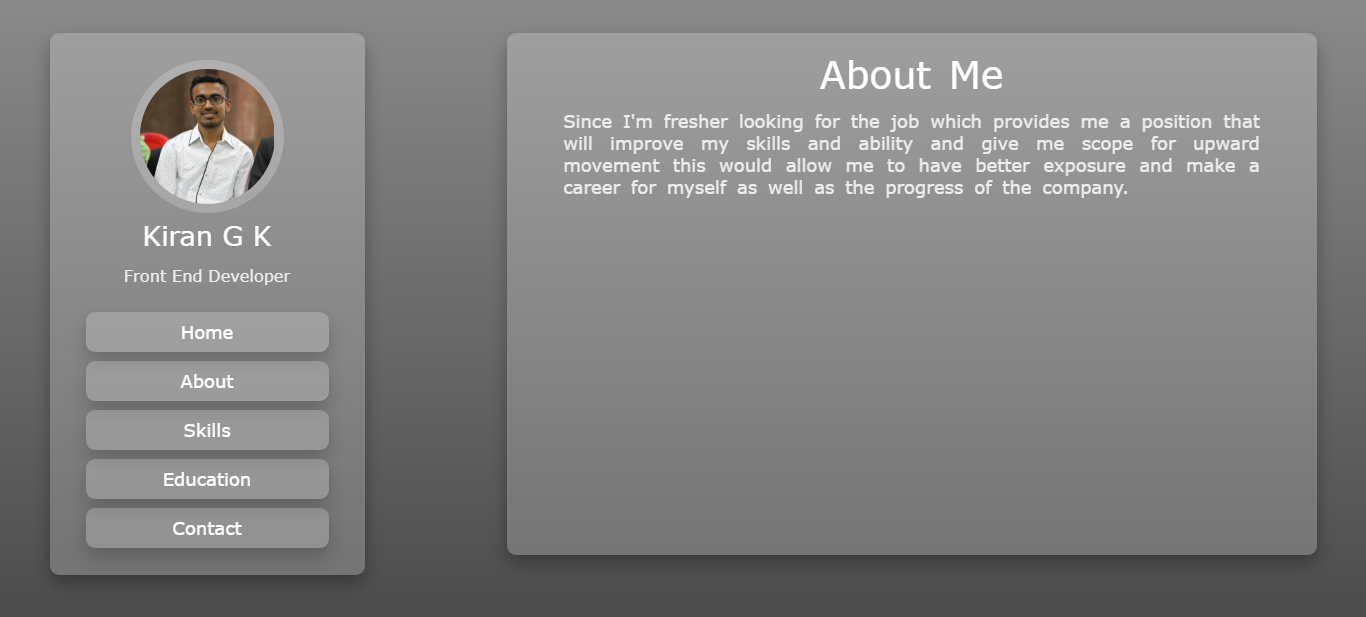 Kiran G K
Front End Developer
Home
About
Skills
Education
Contact
About Me
Since I'm fresher looking for the job which provides me a position that
will improve my skills and ability and give me scope for upward
movement this would allow me to have better exposure and make a
career for myself as well as the progress of the company.